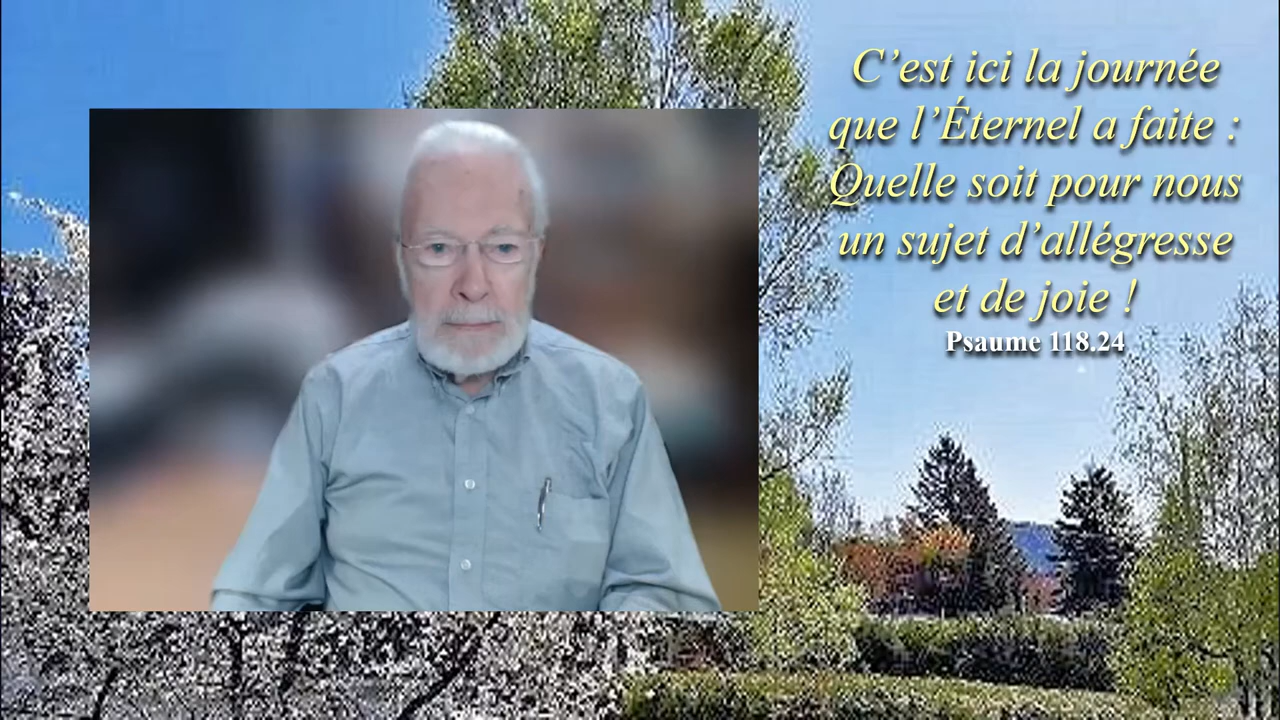 C’est ici la journée
que l’Éternel a faite :
Quelle soit pour nous
un sujet d’allégresse
et de joie !
Psaume 118.24